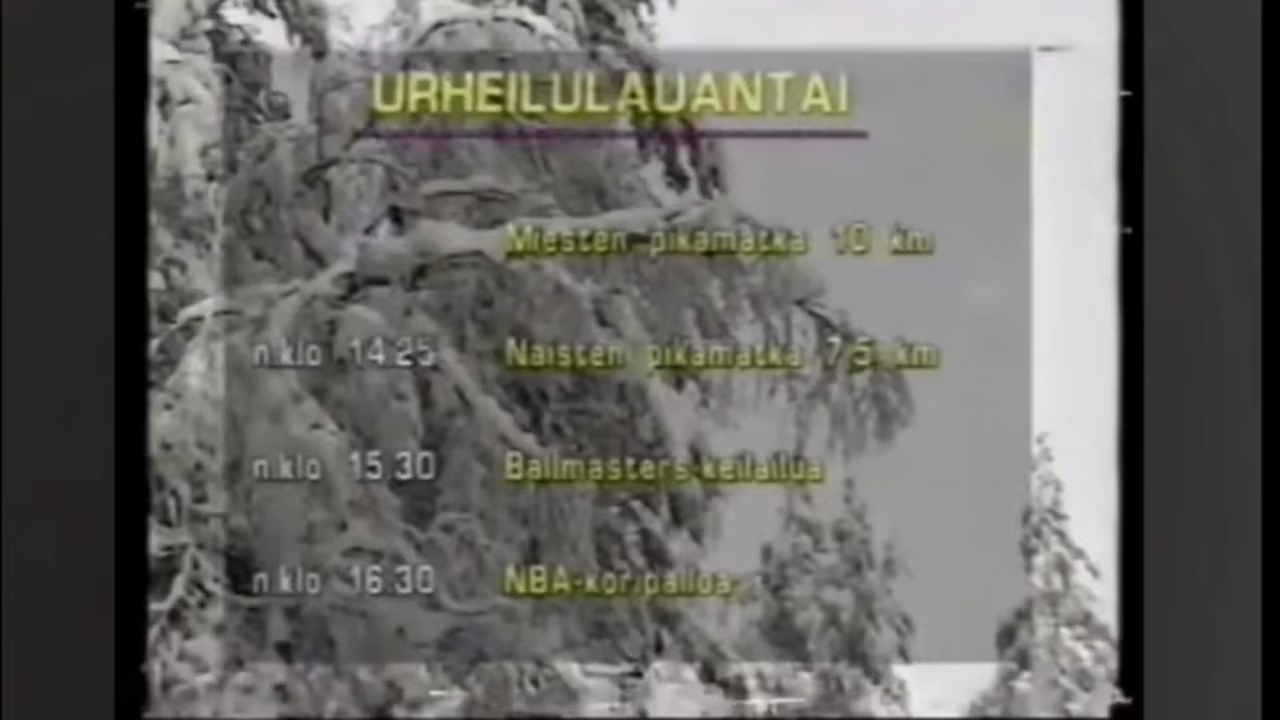 URHEILULAUANTAI
Miesten pikamatka 10 km
n.klo 14.25 Naisten pikamatka 7,5 km
n.klo 15.30 Ballmasters-keilailua
n.klo 16.30 NBA-koripalloa